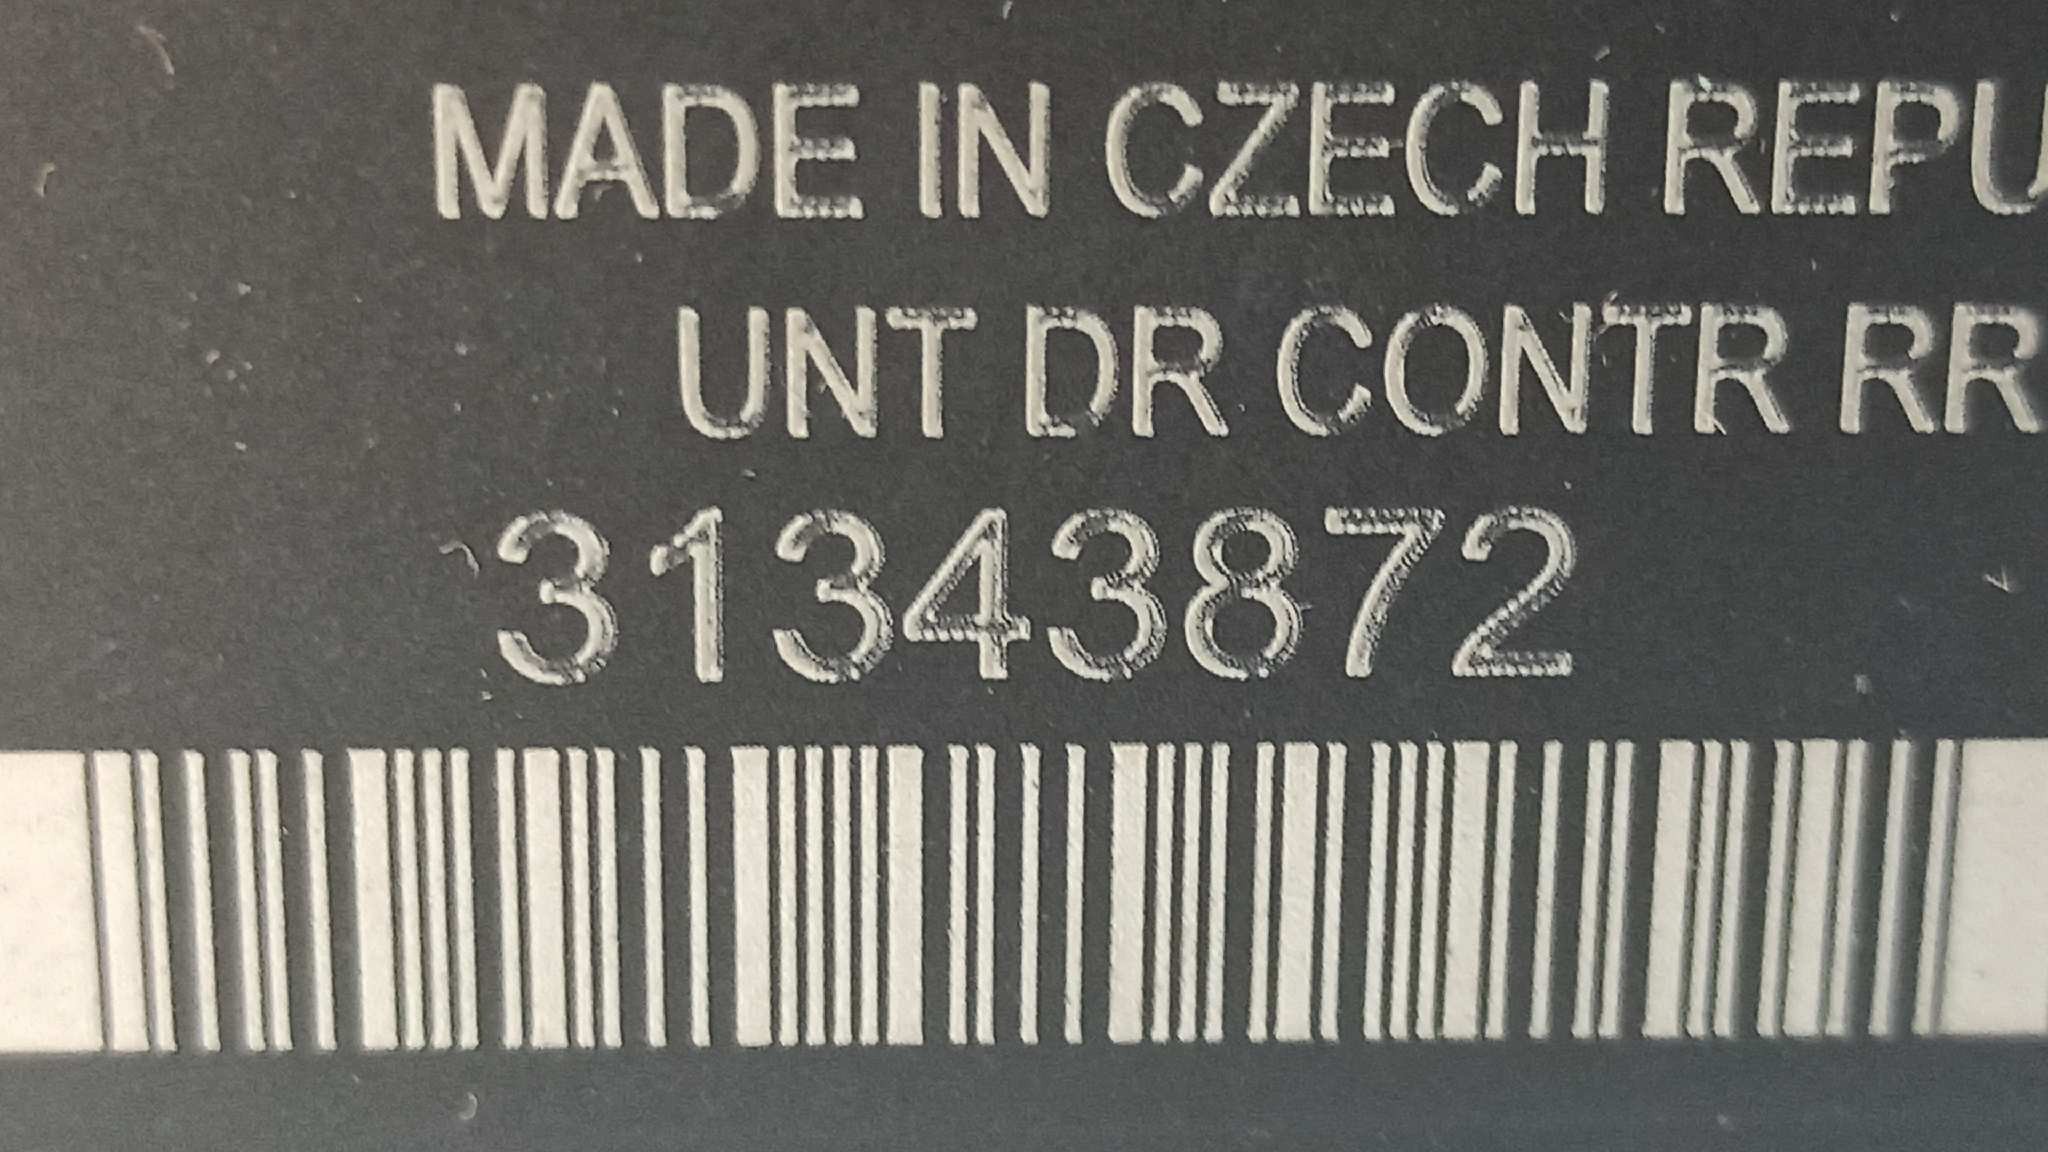 MADE IN CZECH REPU
UNT DR CONTR RR
31343872